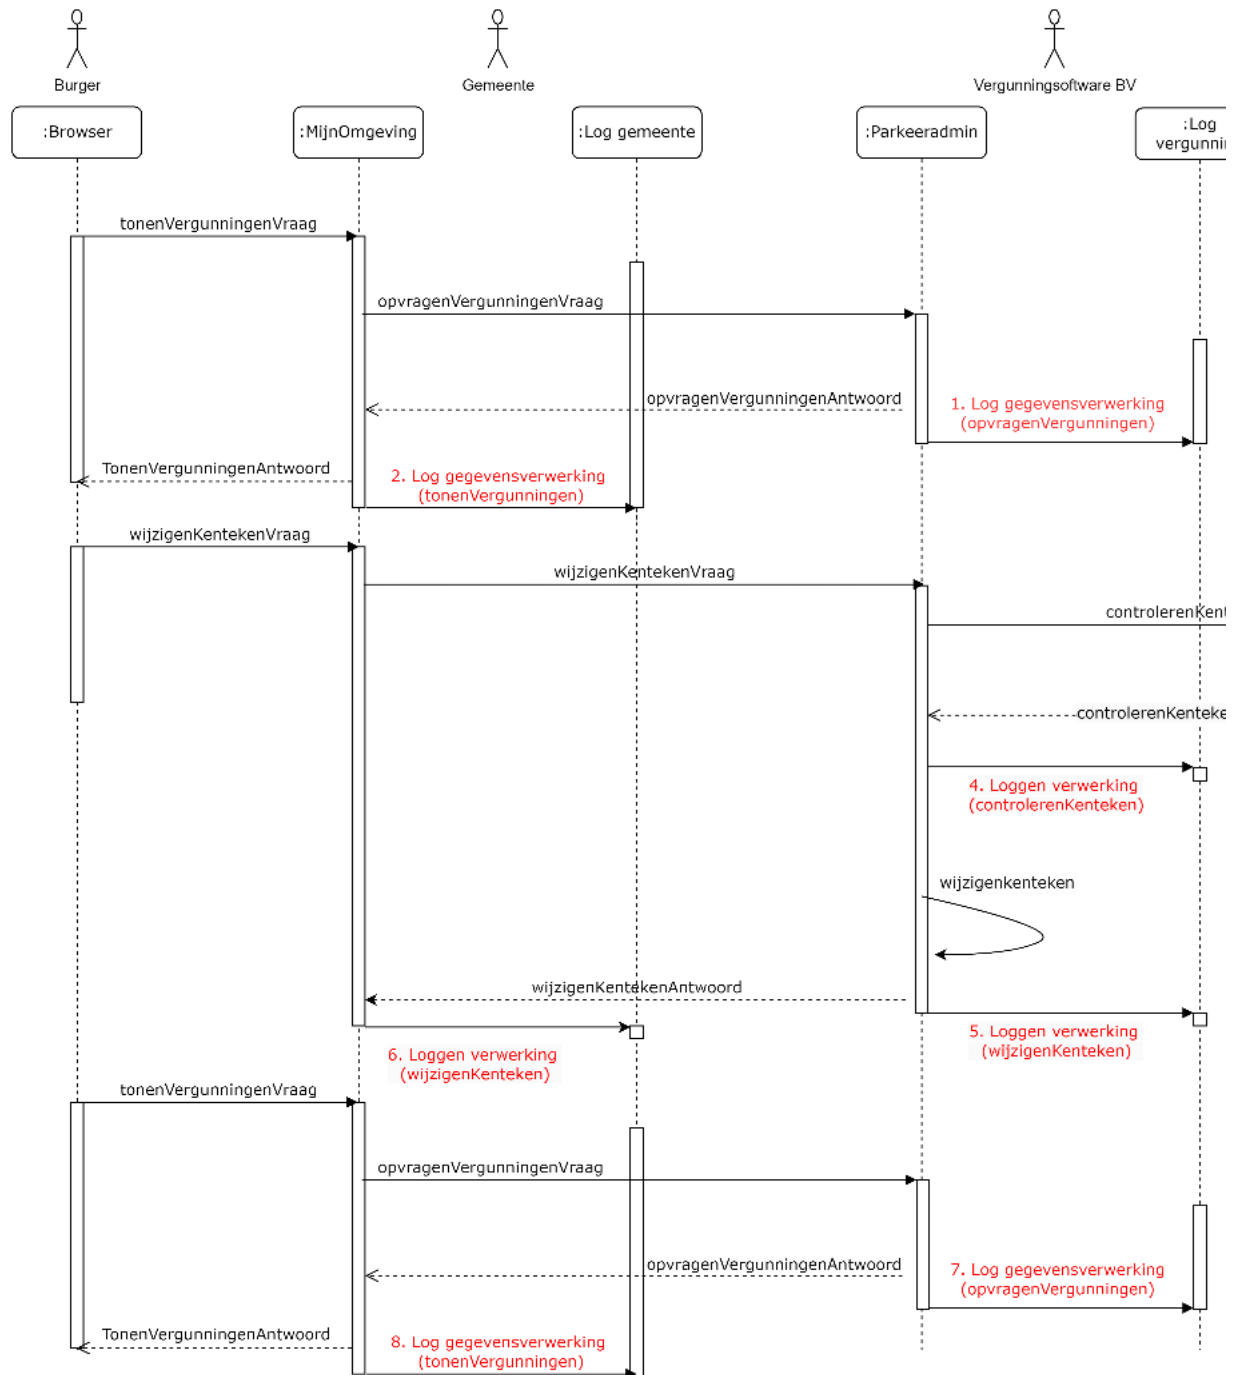 Burger
Gemeente
Vergunningsoftware BV
:Browser
:MijnOmgeving
:Log gemeente
:Parkeeradmin
:Log
vergunnin
tonenVergunningenVraag
opvragenVergunningenVraag
opvragenVergunningenAntwoord
1. Log gegevensverwerking
(opvragenVergunningen)
TonenVergunningenAntwoord
2. Log gegevensverwerking
(tonenVergunningen)
wijzigenKentekenVraag
wijzigenKentekenVraag
controlerenKent
controlerenKenteke
4. Loggen verwerking
(controlerenKenteken)
wijzigenkenteken
wijzigenKentekenAntwoord
5. Loggen verwerking
(wijzigenKenteken)
6. Loggen verwerking
(wijzigenKenteken)
tonenVergunningenVraag
opvragenVergunningenVraag
opvragenVergunningenAntwoord
7. Log gegevensverwerking
(opvragenVergunningen)
TonenVergunningenAntwoord
8. Log gegevensverwerking
(tonenVergunningen)